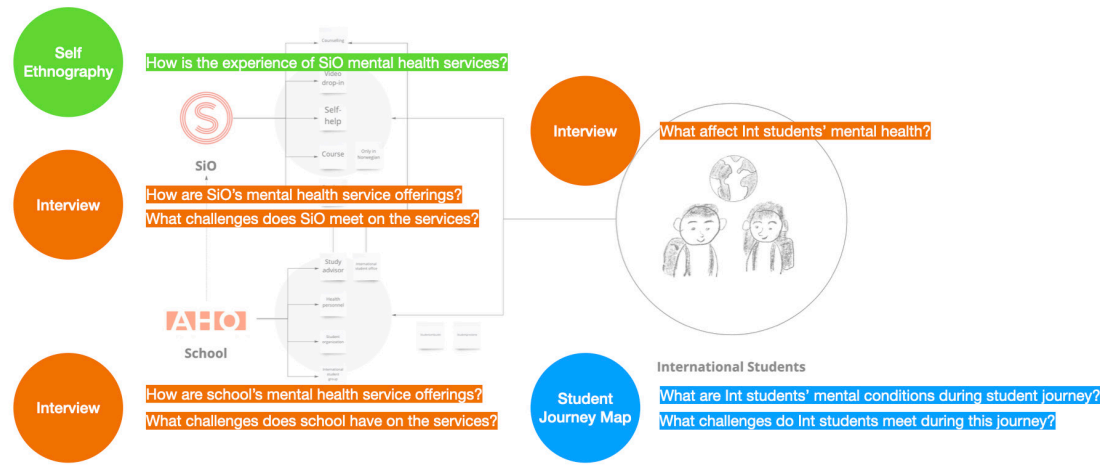 Self
Ethnography
How is the experience of SiO mental health services?
Counselling
Video
drop-in
Self-
help
Course
Only in
Norwegian
SiO
Interview
How are SiO's mental health service offerings?
What challenges does SiO meet on the services?
Interview
What affect Int students' mental health?
Study
advisor
International
student office
Health
personnel
Student
organization
International
student
AHO
School
International Students
Interview
How are school's mental health service offerings?
What challenges does school have on the services?
Student
Journey Map
What are Int students' mental conditions during student journey?
What challenges do Int students meet during this journey?